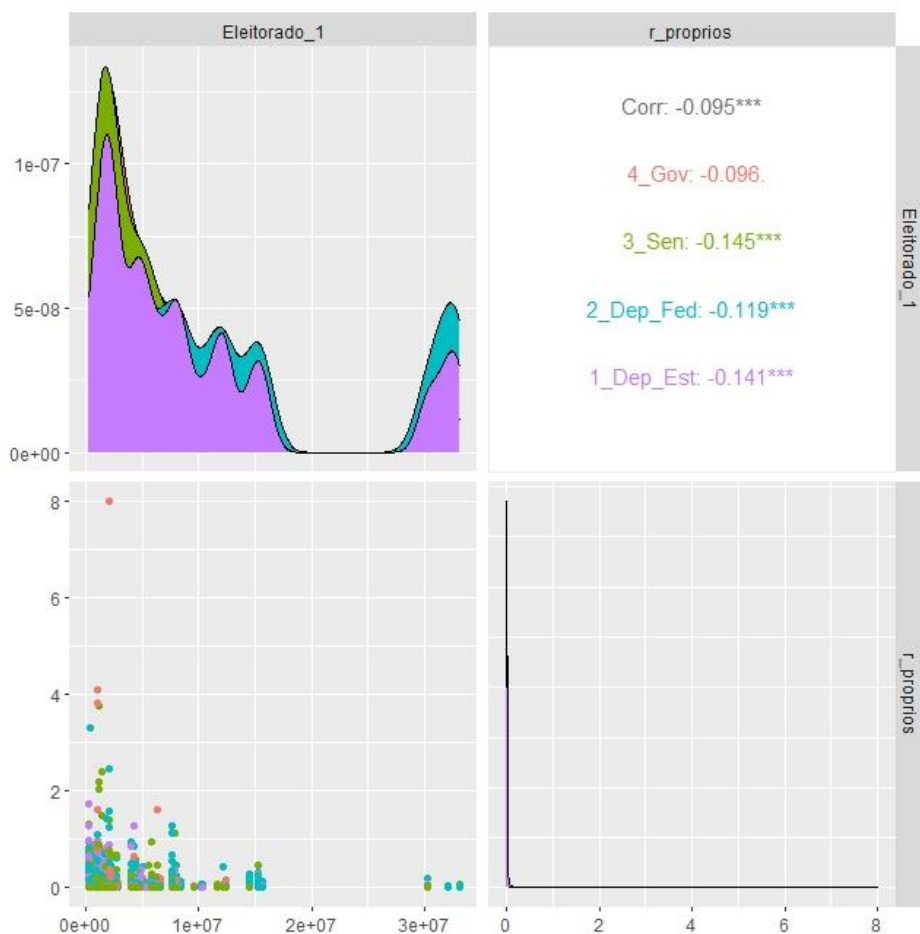 Eleitorado_1
r_proprios
1e-07
5e-08
0e+00
Corr: -0.095***
4_Gov: -0.096.
3_Sen: -0.145***
2_Dep_Fed: -0.119***
1_Dep_Est: -0.141***
Eleitorado_1
8
6
4
2
0
r_proprios
0e+00 1e+07 2e+07 3e+07
0 2 4 6 8